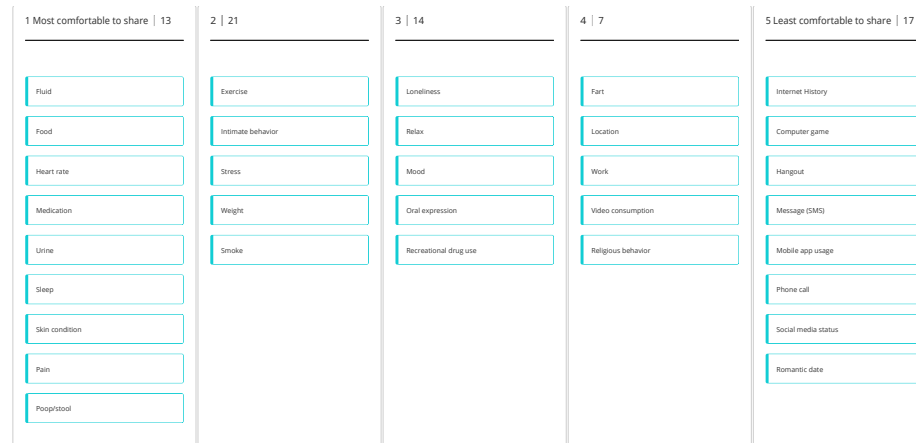 1 Most comfortable to share | 13
Fluid
Food
Heart rate
Medication
Urine
Sleep
Skin condition
Pain
Poop/stool
2 | 21
Exercise
Intimate behavior
Stress
Weight
Smoke
3 | 14
Loneliness
Relax
Mood
Oral expression
Recreational drug use
4 | 7
Fart
Location
Work
Video consumption
Religious behavior
5 Least comfortable to share | 17
Internet History
Computer game
Hangout
Message (SMS)
Mobile app usage
Phone call
Social media status
Romantic date